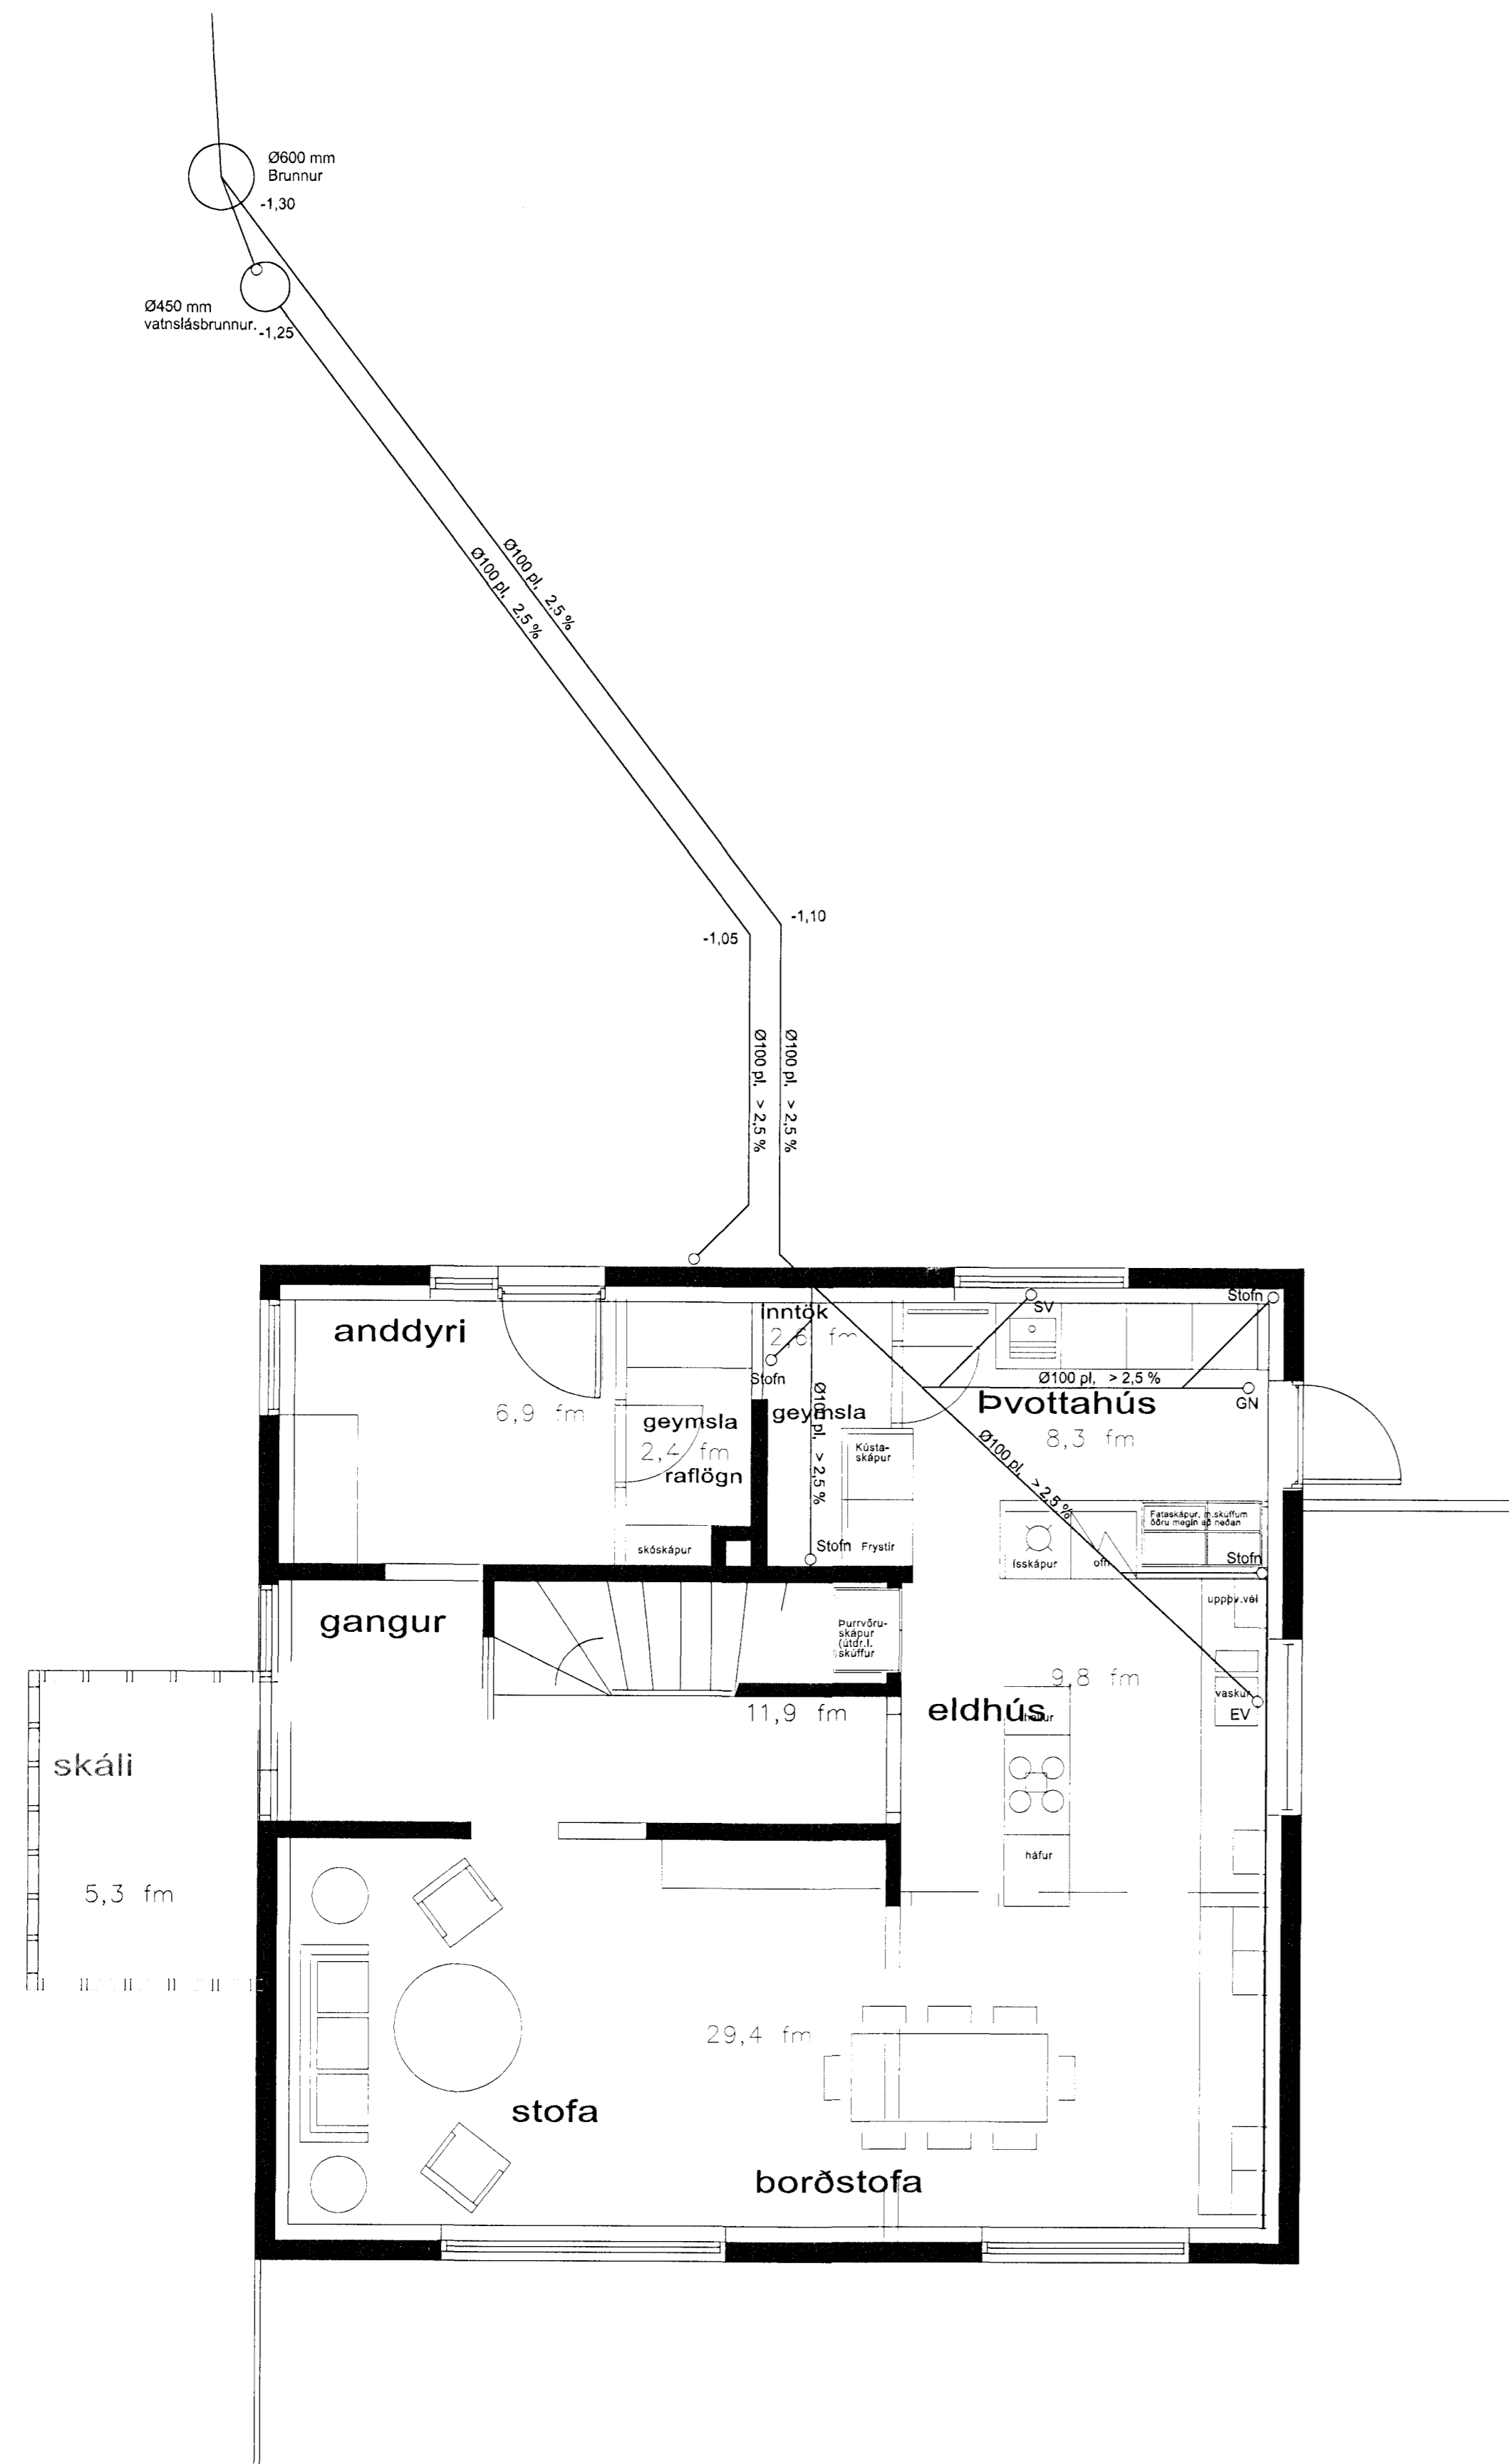 Ø600 mm
Brunnur
-1,30
Ø450 mm
vatnslásbrunnur.
-1,25
Ø100 pl, 2,5 %
Ø100 pl, 2,5 %
-1,10
-1,05
Ø100 pl, > 2,5 %
Ø100 pl, > 2,5 %
inntök
2,6 fm
SV
Stofn
anddyri
Stofn
Ø100 pl, > 2,5 %
GN
Þvottahús
6,9 fm
geymsla
geymsla
8,3 fm
2,4 fm
raflögn
Ø100 pl, > 2,5 %
Kústa-
skápur
Ø100 pl, > 2,5 %
Fataskápur, m.skúffum
öðru megin að neðan
skóskápur
Stofn
Frystir
ísskápur
ofn
Stofn
uppþv.vél
gangur
Þurrvöru-
skápur
(útdr.l.
skúffur
9,8 fm
vaskur
EV
11,9 fm
eldhús
skáli
háfur
5,3 fm
29,4 fm
stofa
borðstofa